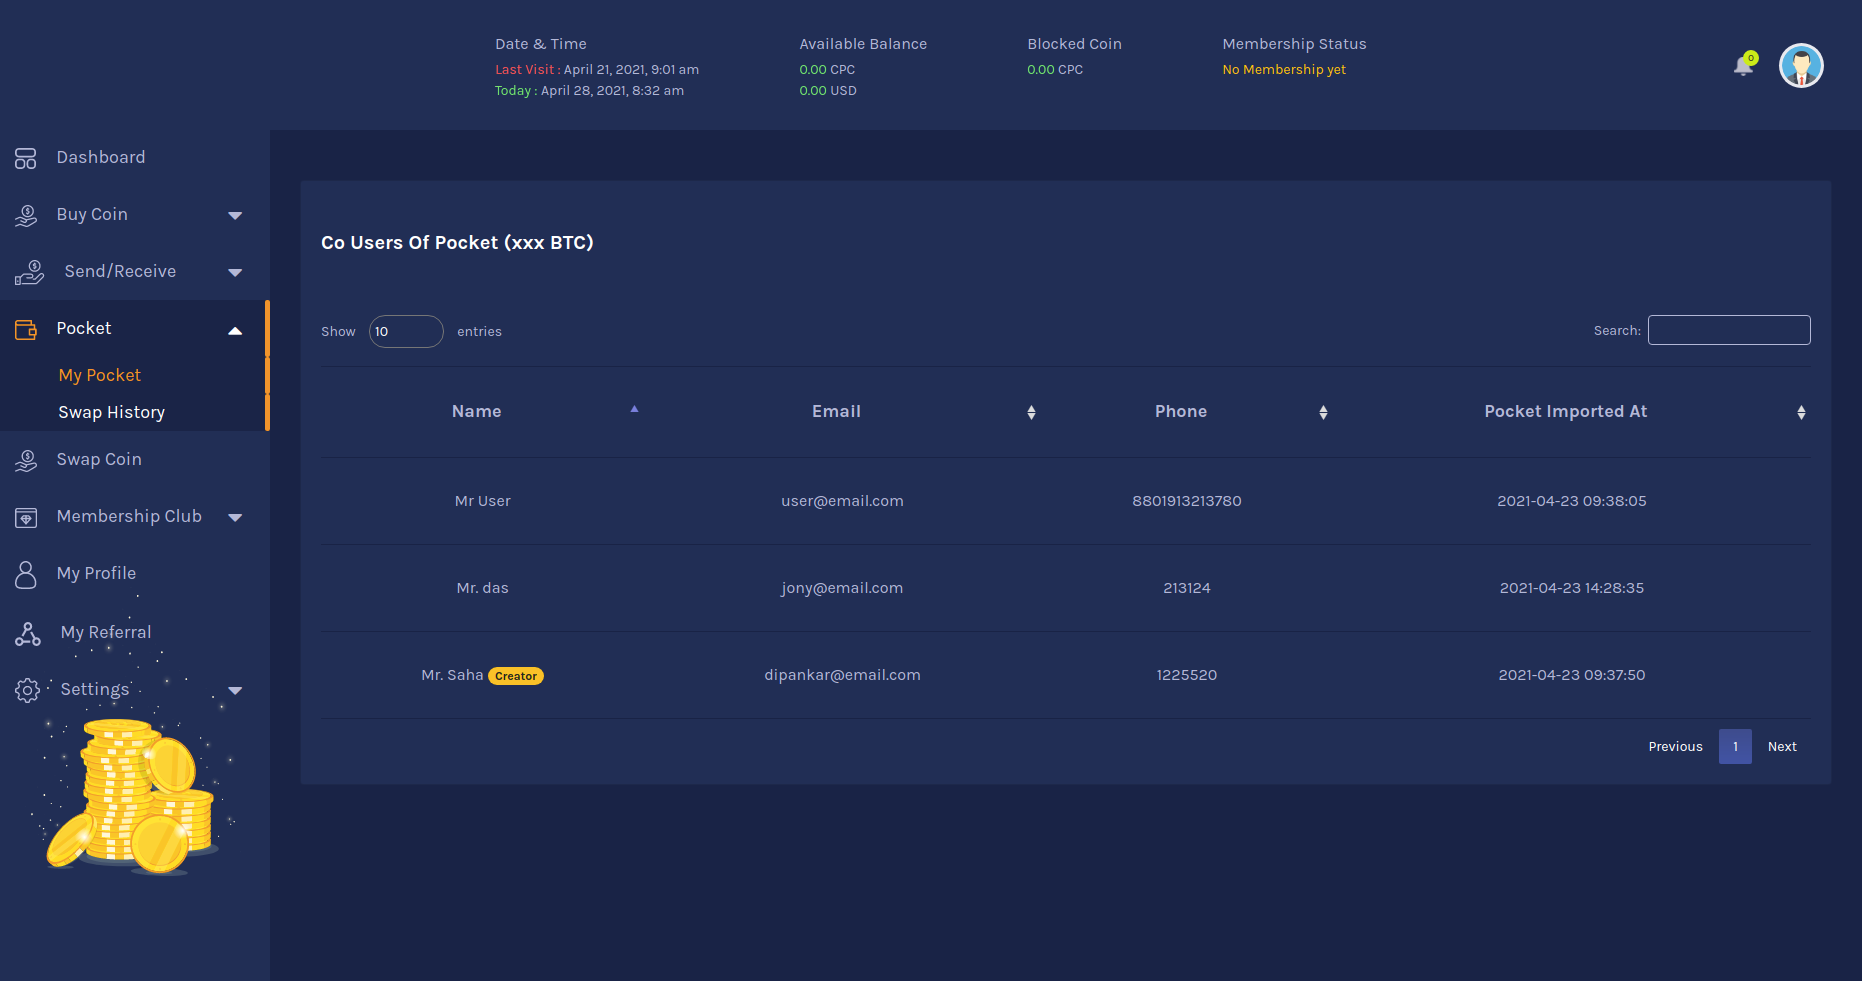 Date & Time
Last Visit : April 21, 2021, 9:01 am
Today : April 28, 2021, 8:32 am
Available Balance
0.00 CPC
0.00 USD
Blocked Coin
0.00 CPC
Membership Status
No Membership yet
0
Dashboard
Buy Coin
Send/Receive
Pocket
My Pocket
Swap History
Swap Coin
Membership Club
My Profile
My Referral
Settings
Co Users Of Pocket (xxx BTC)
Show 10 entries
Search:
Name Email Phone Pocket Imported At
Mr User user@email.com 8801913213780 2021-04-23 09:38:05
Mr. das jony@email.com 213124 2021-04-23 14:28:35
Mr. Saha Creator dipankar@email.com 1225520 2021-04-23 09:37:50
Previous 1 Next